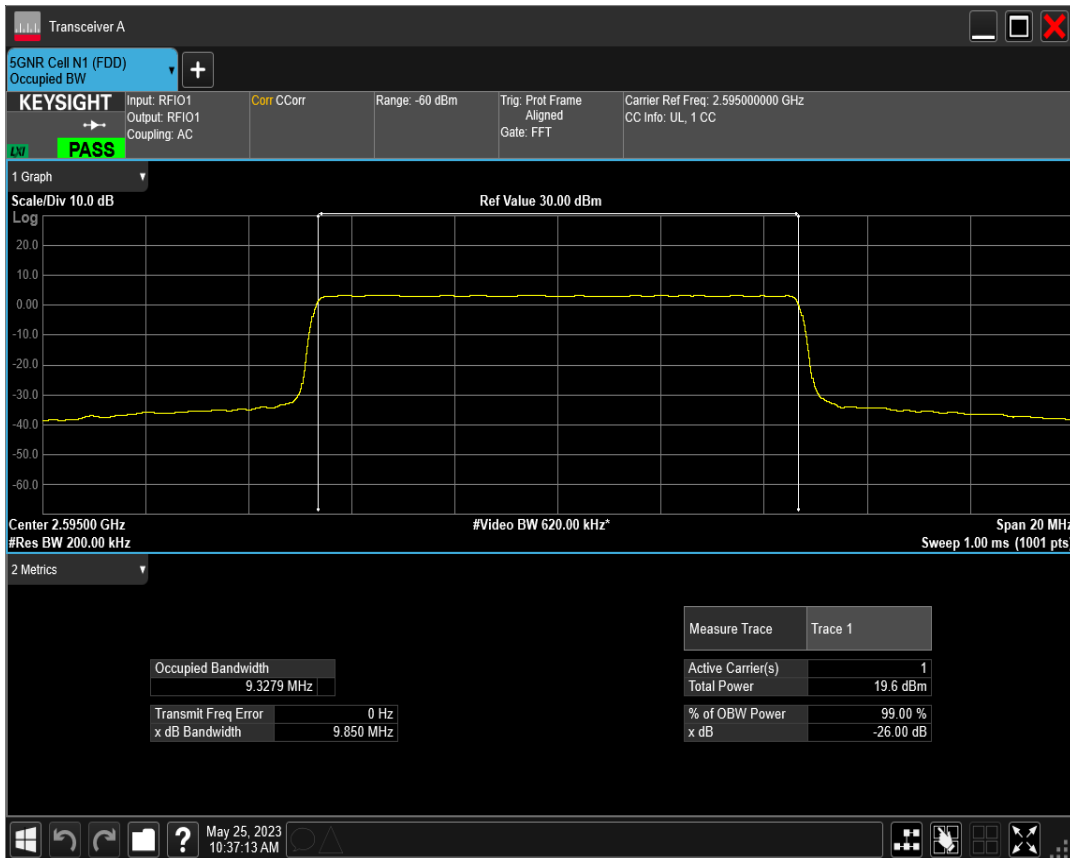 Transceiver A
5GNR Cell N1 (FDD)
Occupied BW
+
KEYSIGHT
LXI
PASS
Input: RFIO1
Output: RFIO1
Coupling: AC
Corr CCorr
Range: -60 dBm
Trig: Prot Frame
Aligned
Gate: FFT
Carrier Ref Freq: 2.595000000 GHz
CC Info: UL, 1 CC
1 Graph
Scale/Div 10.0 dB
Ref Value 30.00 dBm
Log
20.0
10.0
0.00
-10.0
-20.0
-30.0
-40.0
-50.0
-60.0
Center 2.59500 GHz
#Video BW 620.00 kHz*
Span 20 MHz
#Res BW 200.00 kHz
Sweep 1.00 ms (1001 pts)
2 Metrics
Measure Trace Trace 1
Occupied Bandwidth
9.3279 MHz
Active Carrier(s) 1
Total Power 19.6 dBm
Transmit Freq Error 0 Hz
x dB Bandwidth 9.850 MHz
% of OBW Power 99.00 %
x dB -26.00 dB
?
May 25, 2023
10:37:13 AM